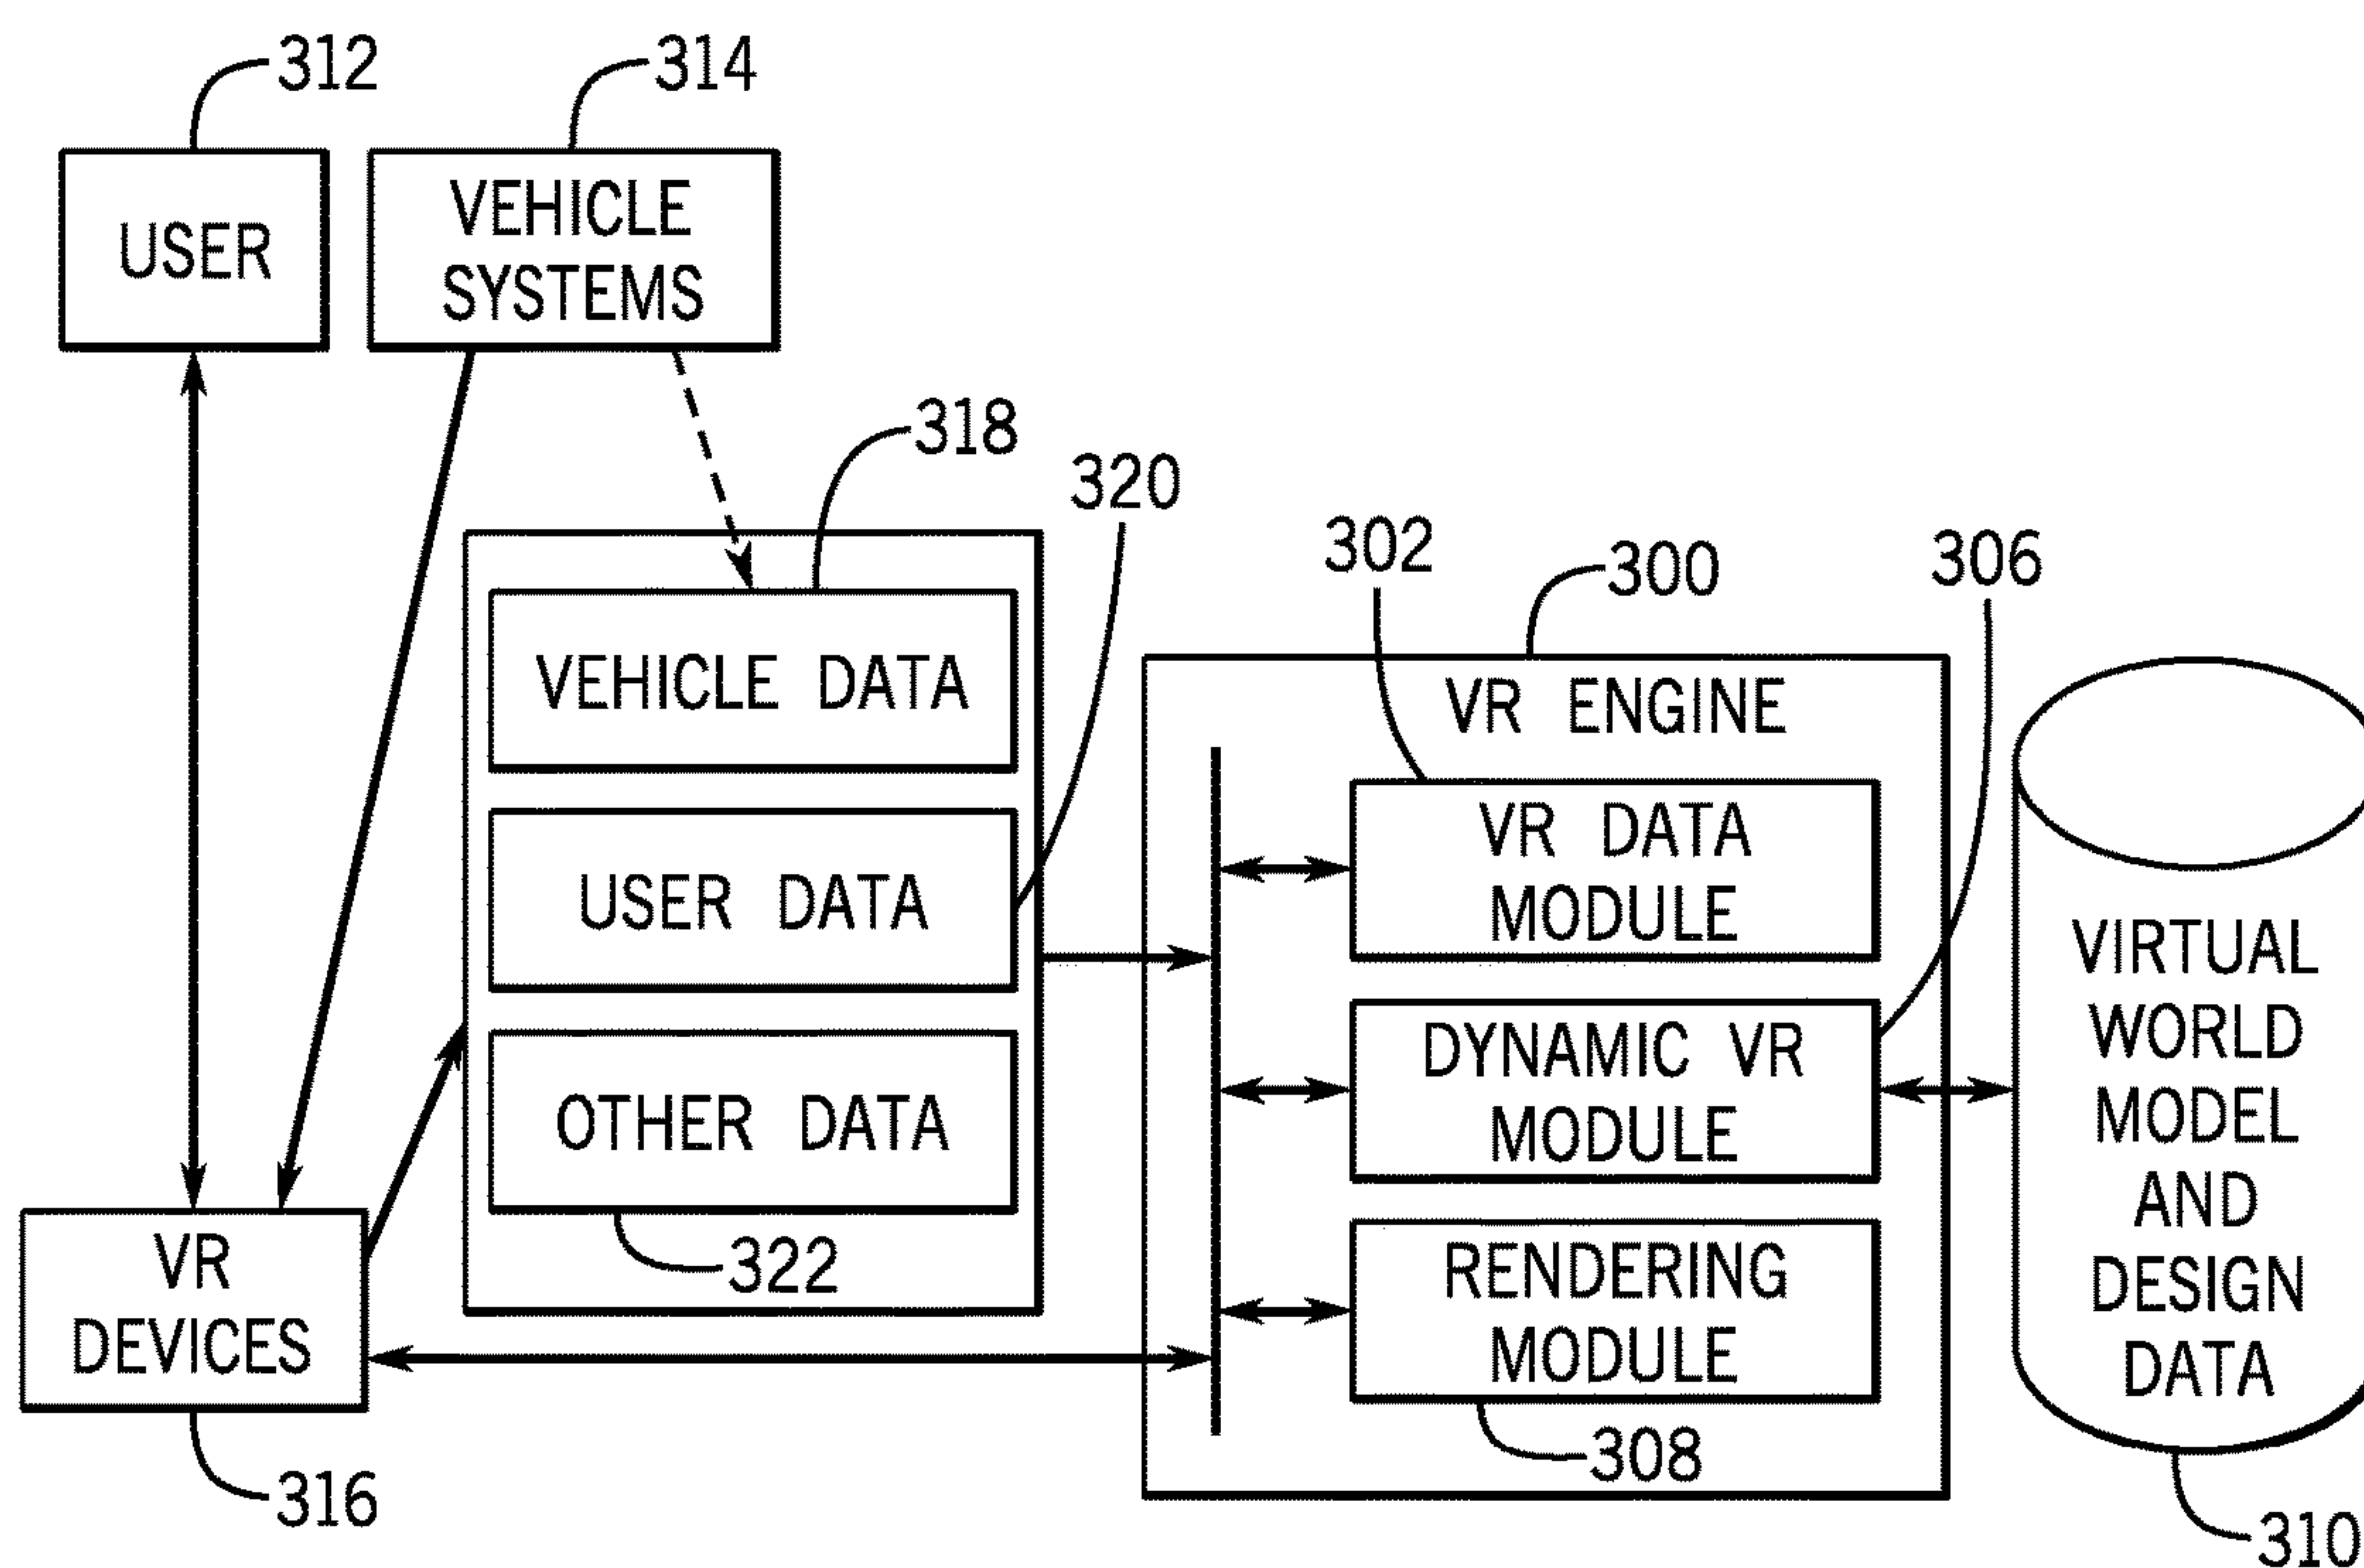 312
314
USER
VEHICLE
SYSTEMS
318
320
302
300
306
VEHICLE DATA
USER DATA
OTHER DATA
322
VR ENGINE
VR DATA
MODULE
DYNAMIC VR
MODULE
RENDERING
MODULE
308
VIRTUAL
WORLD
MODEL
AND
DESIGN
DATA
310
VR
DEVICES
316